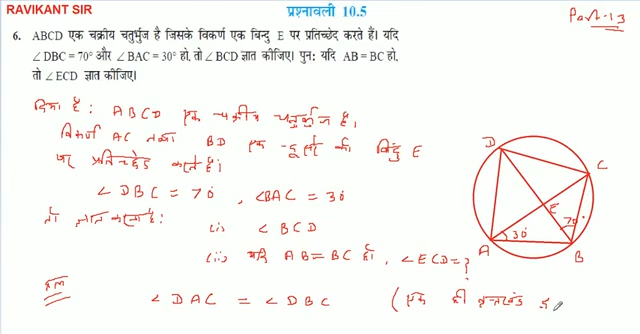 RAVIKANT SIR
प्रश्नावली 10.5
Part-13
6. ABCD एक चक्रीय चतुर्भुज है जिसके विकर्ण एक बिन्दु E पर प्रतिच्छेद करते हैं। यदि
∠DBC = 70° और ∠BAC = 30° हो, तो ∠BCD ज्ञात कीजिए। पुनः यदि AB = BC हो,
तो ∠ECD ज्ञात कीजिए।
दिया है: ABCD एक चक्रीय चतुर्भुज है।
विकर्ण AC तथा BD एक दूसरे को बिंदु E
पर प्रतिच्छेद करते हैं।
∠DBC = 70°, ∠BAC = 30°
तो ज्ञात करना है:
(i) ∠BCD
(ii) यदि AB = BC हो, ∠ECD = ?
हल
∠DAC = ∠DBC (एक ही वृत्तखंड
D
C
E
70°
30°
A
B